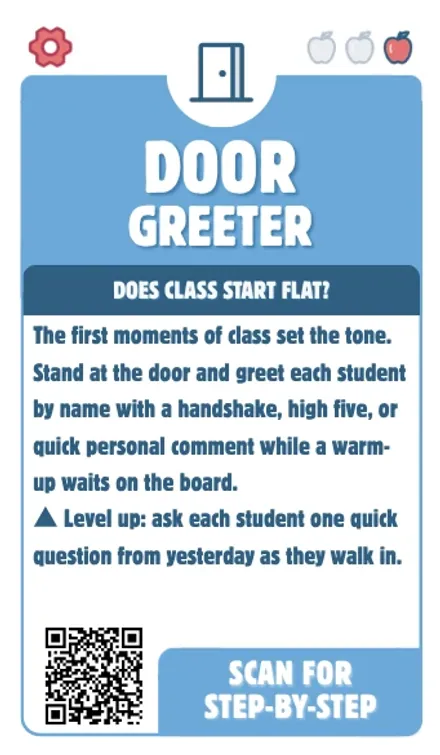 DOOR
GREETER
DOES CLASS START FLAT?
The first moments of class set the tone.
Stand at the door and greet each student
by name with a handshake, high five, or
quick personal comment while a warm-
up waits on the board.
▲ Level up: ask each student one quick
question from yesterday as they walk in.
SCAN FOR
STEP-BY-STEP